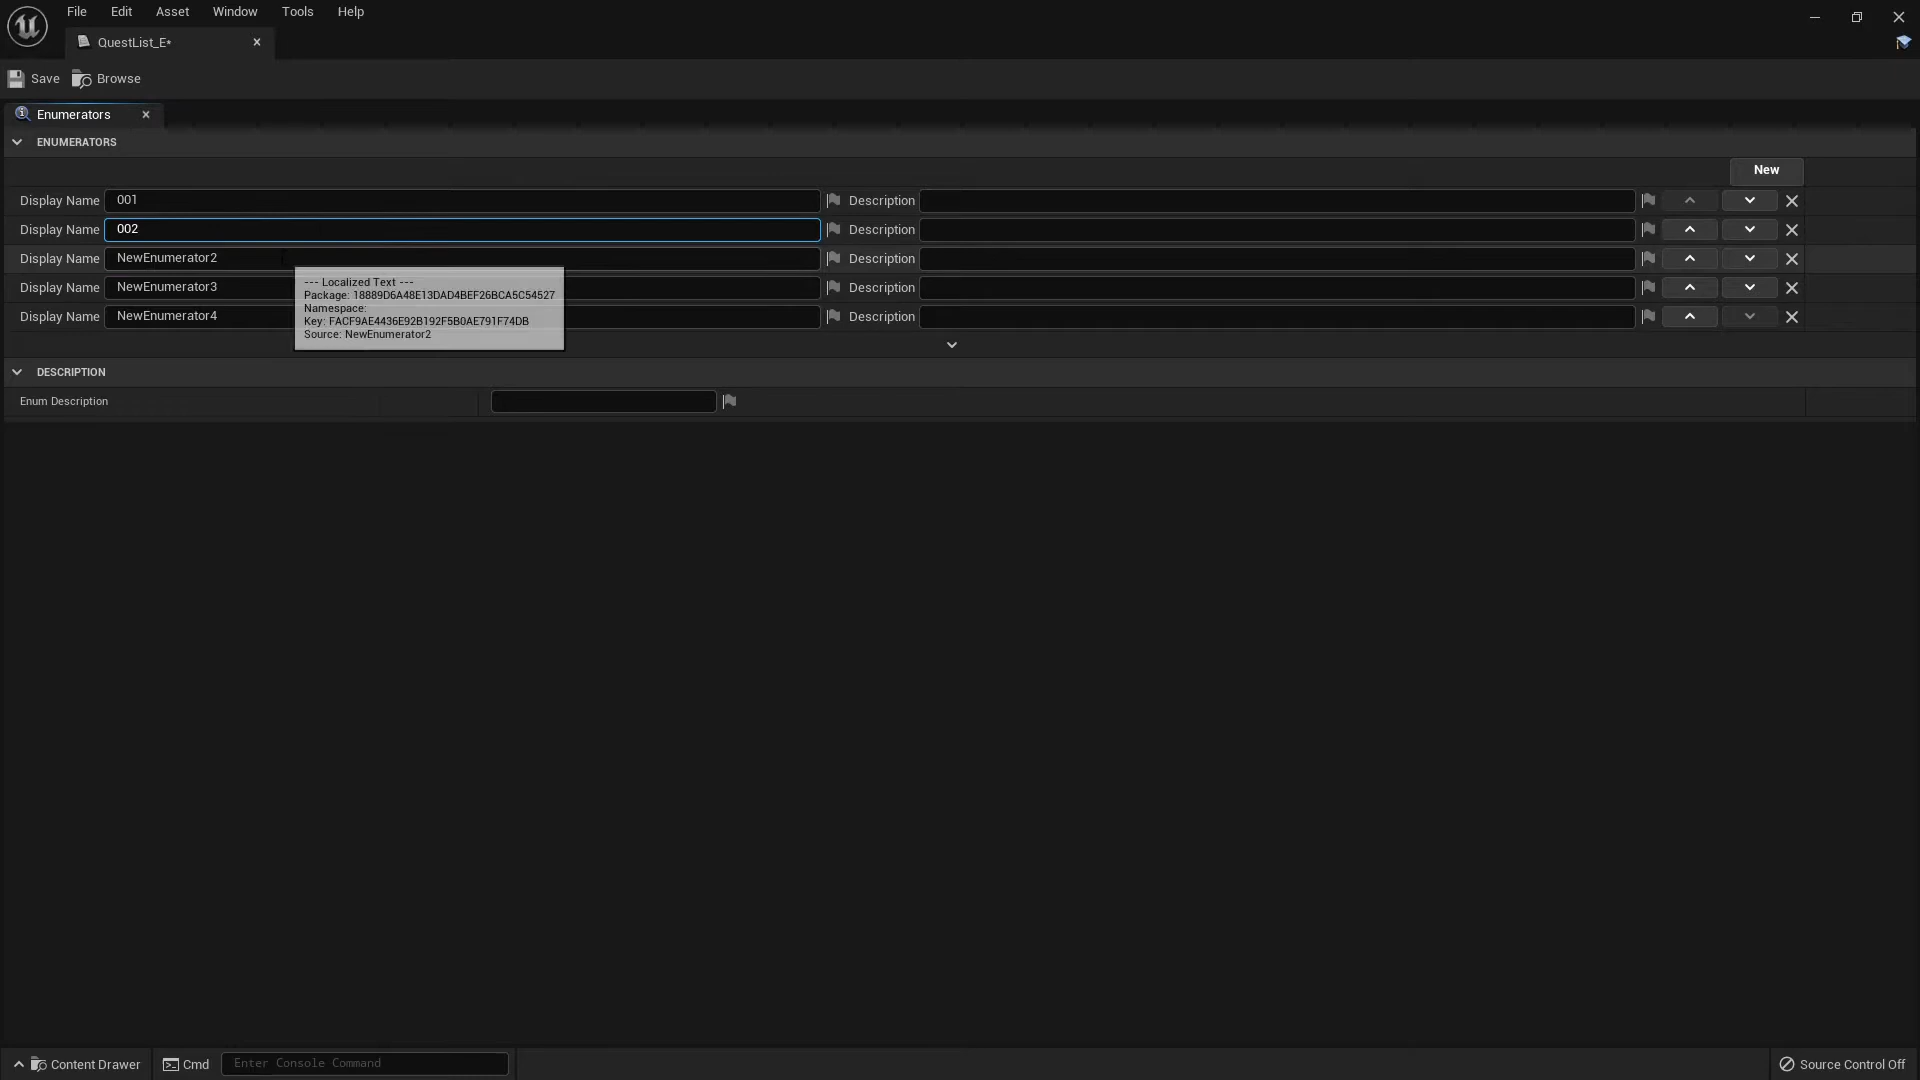 File Edit Asset Window Tools Help
QuestList_E*
Save Browse
Enumerators
ENUMERATORS
New
Display Name 001 Description
Display Name 002 Description
Display Name NewEnumerator2 Description
Display Name NewEnumerator3 Description
Display Name NewEnumerator4 Description
--- Localized Text ---
Package: 18889D6A48E13DAD4BEF26BCA5C54527
Namespace:
Key: FACF9AE4436E92B192F5B0AE791F74DB
Source: NewEnumerator2
DESCRIPTION
Enum Description
Content Drawer Cmd Enter Console Command Source Control Off